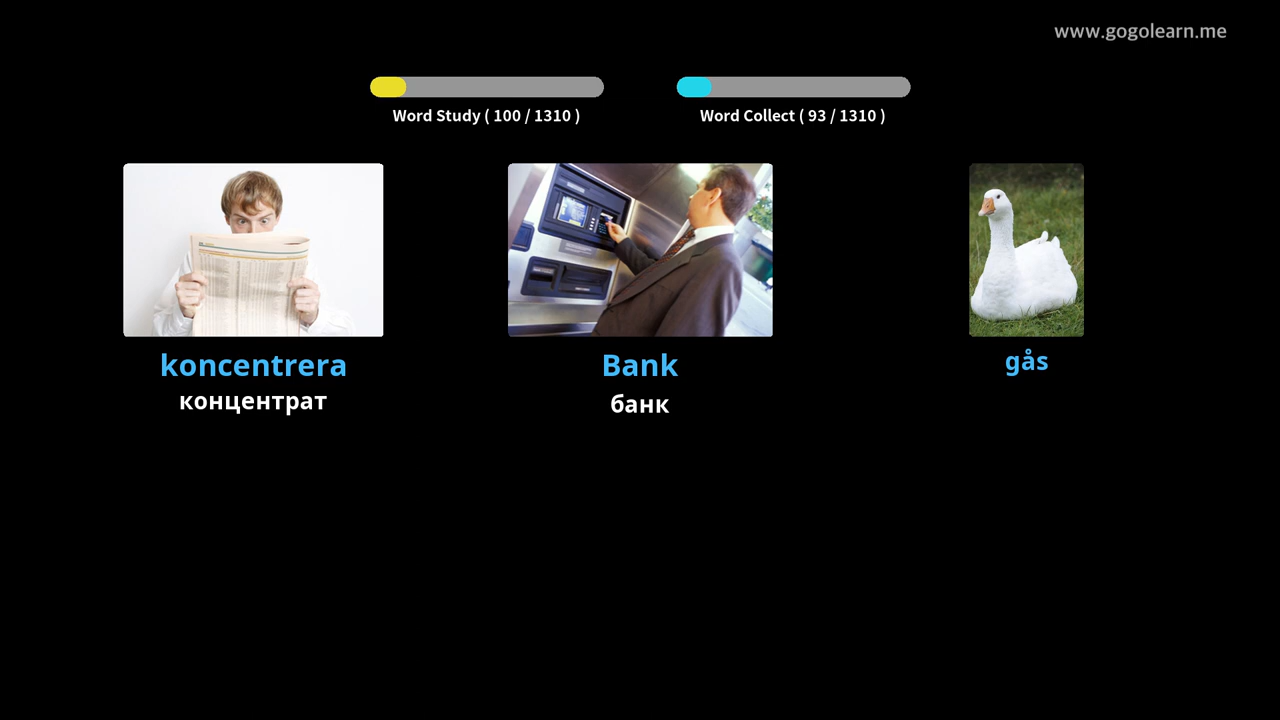 www.gogolearn.me
Word Study ( 100 / 1310 )
Word Collect ( 93 / 1310 )
koncentrera
концентрат
Bank
банк
gås